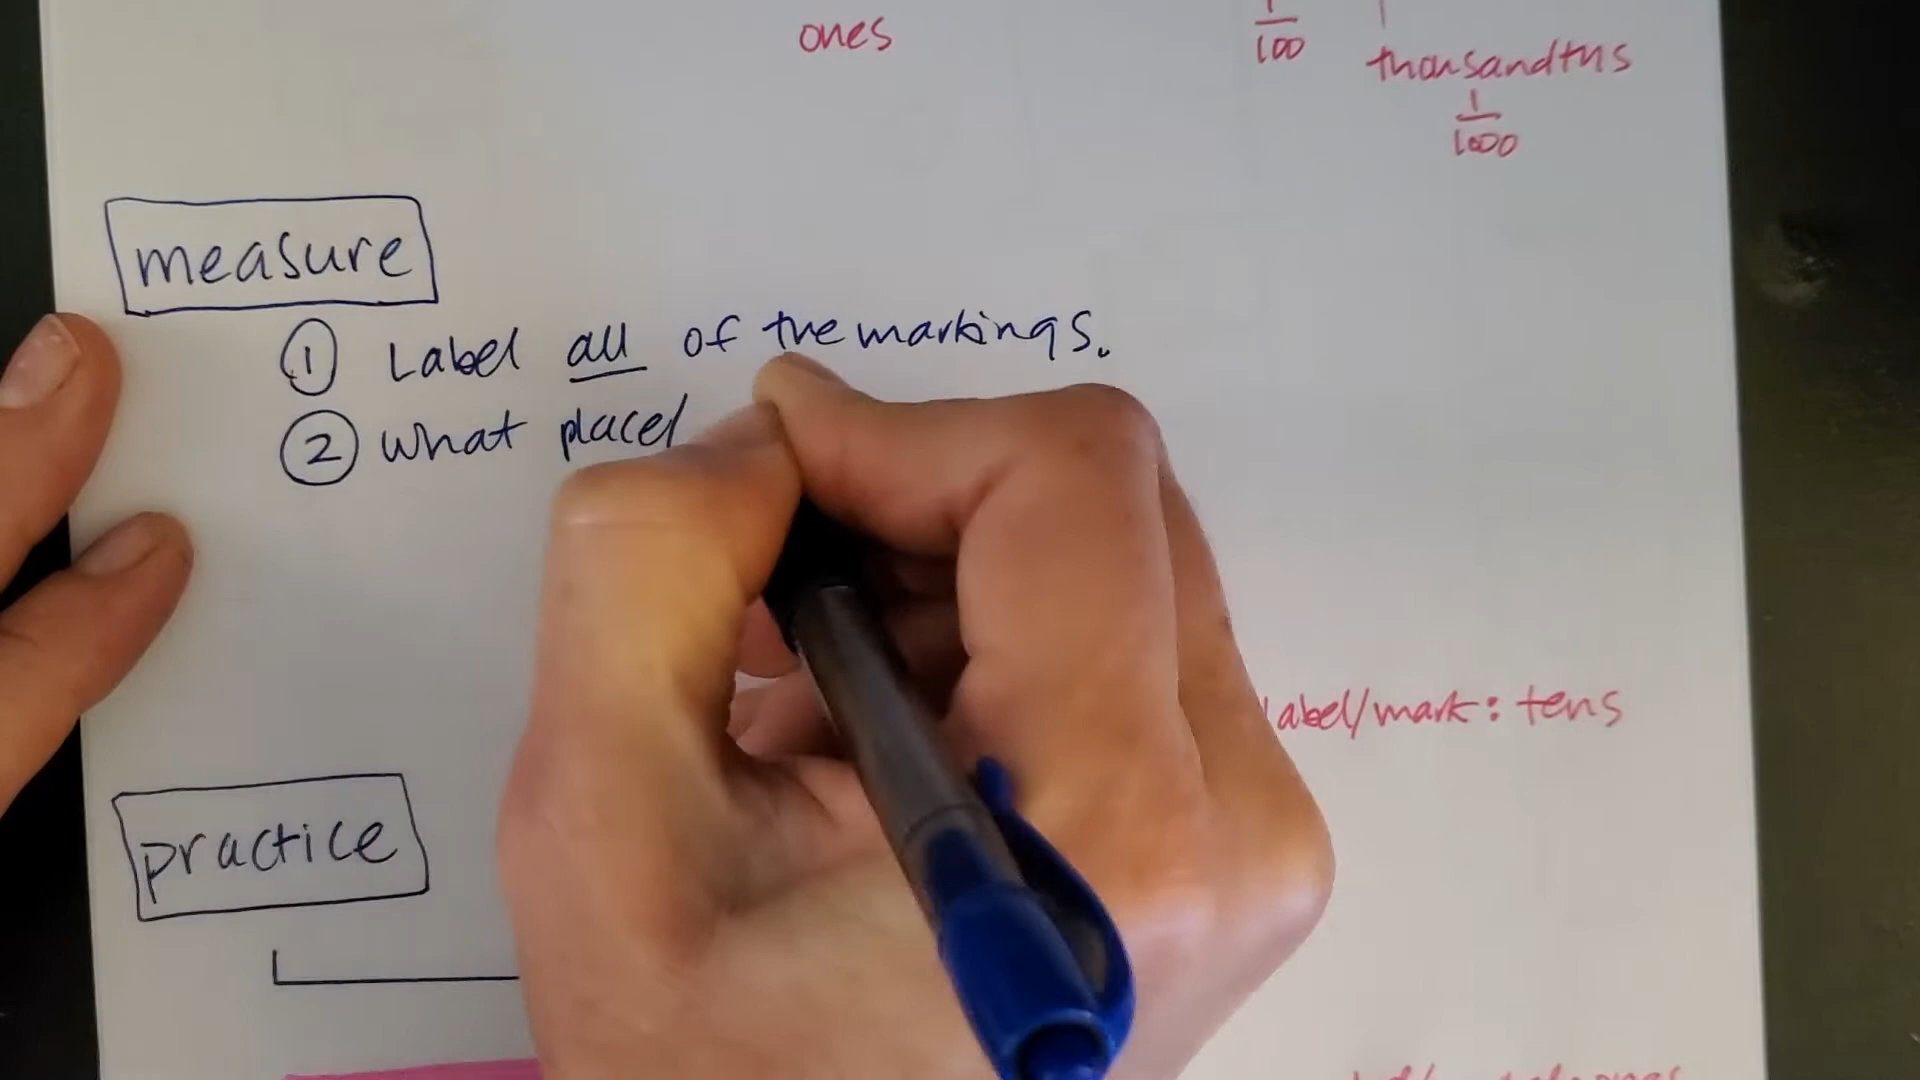 ones
1
100
thousandths
1
1000
measure
1 Label all of the markings.
2 what place/
label/mark: tens
practice